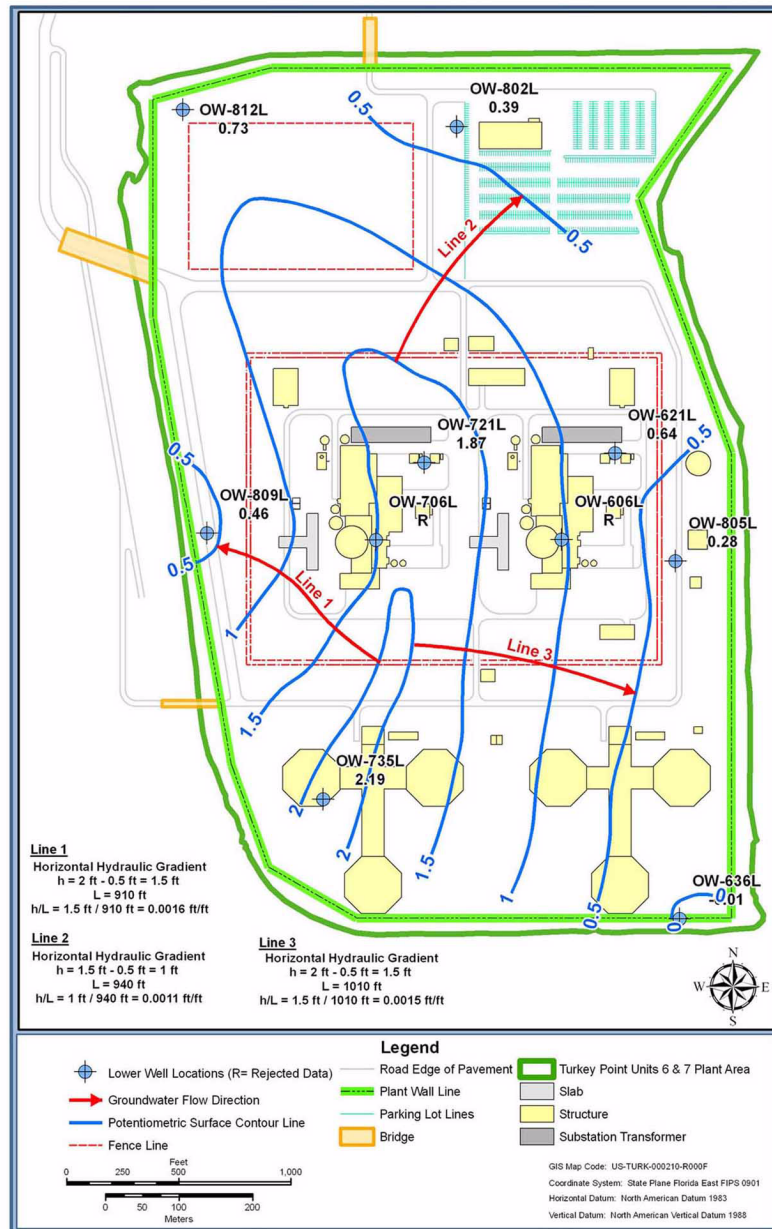 OW-812L
0.73
OW-802L
0.39
0.5
0.5
Line 2
OW-721L
1.87
OW-621L
0.64
0.5
0.5
OW-809L
0.46
OW-706L
R
OW-606L
R
OW-805L
0.28
0.5
Line 1
1
Line 3
1.5
OW-735L
2.19
2
2
1.5
1
0.5
OW-636L
-0.01
0
0
Line 1
Horizontal Hydraulic Gradient
h = 2 ft - 0.5 ft = 1.5 ft
L = 910 ft
h/L = 1.5 ft / 910 ft = 0.0016 ft/ft
Line 2
Horizontal Hydraulic Gradient
h = 1.5 ft - 0.5 ft = 1 ft
L = 940 ft
h/L = 1 ft / 940 ft = 0.0011 ft/ft
Line 3
Horizontal Hydraulic Gradient
h = 2 ft - 0.5 ft = 1.5 ft
L = 1010 ft
h/L = 1.5 ft / 1010 ft = 0.0015 ft/ft
N
W E
S
Legend
Lower Well Locations (R= Rejected Data)
Groundwater Flow Direction
Potentiometric Surface Contour Line
Fence Line
Road Edge of Pavement
Plant Wall Line
Parking Lot Lines
Bridge
Turkey Point Units 6 & 7 Plant Area
Slab
Structure
Substation Transformer
Feet
0 250 500 1,000
0 50 100 200
Meters
GIS Map Code: US-TURK-000210-R000F
Coordinate System: State Plane Florida East FIPS 0901
Horizontal Datum: North American Datum 1983
Vertical Datum: North American Vertical Datum 1988